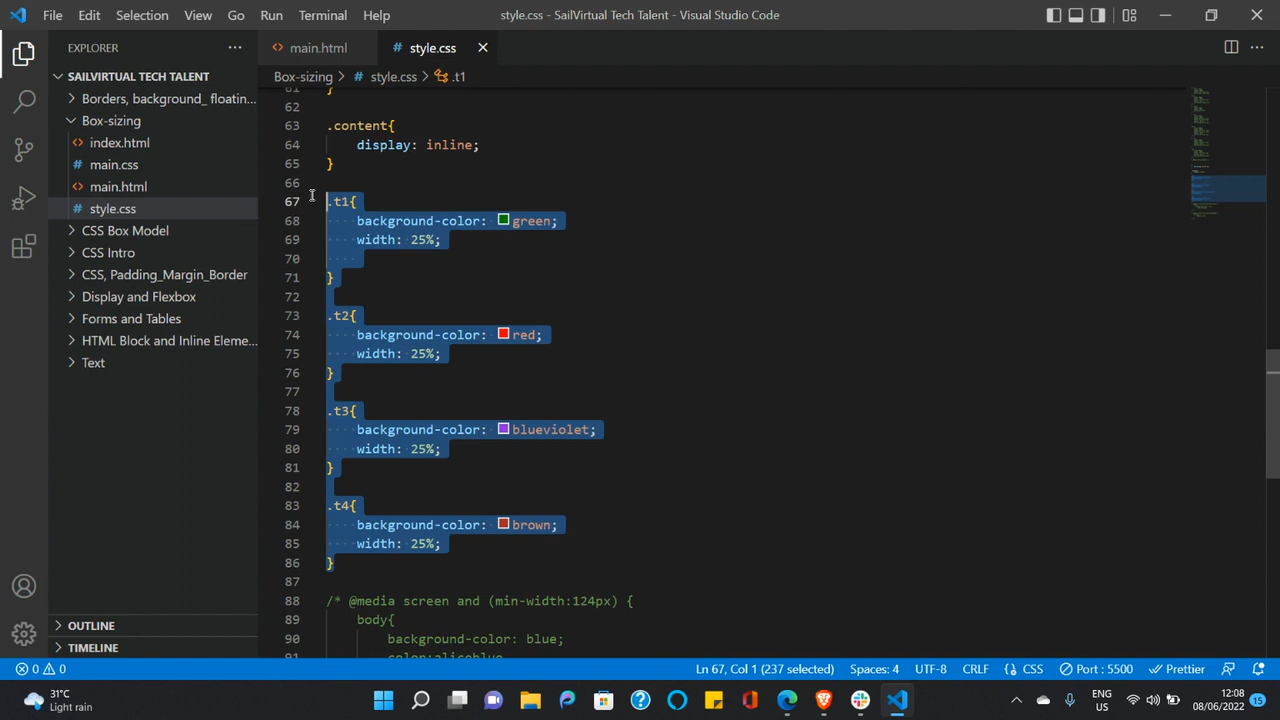 File Edit Selection View Go Run Terminal Help
style.css - SailVirtual Tech Talent - Visual Studio Code
EXPLORER
SAILVIRTUAL TECH TALENT
Borders, background_ floatin...
Box-sizing
index.html
main.css
main.html
style.css
CSS Box Model
CSS Intro
CSS, Padding_Margin_Border
Display and Flexbox
Forms and Tables
HTML Block and Inline Eleme...
Text
OUTLINE
TIMELINE
main.html
style.css
Box-sizing > style.css > .t1
61 }
62
63 .content{
64 display: inline;
65 }
66
67 .t1{
68 background-color: green;
69 width: 25%;
70
71 }
72
73 .t2{
74 background-color: red;
75 width: 25%;
76 }
77
78 .t3{
79 background-color: blueviolet;
80 width: 25%;
81 }
82
83 .t4{
84 background-color: brown;
85 width: 25%;
86 }
87
88 /* @media screen and (min-width:124px) {
89 body{
90 background-color: blue;
91 color:aliceblue
0 0 Ln 67, Col 1 (237 selected) Spaces: 4 UTF-8 CRLF CSS Port : 5500 Prettier
31°C
Light rain
ENG
US
12:08
08/06/2022
15